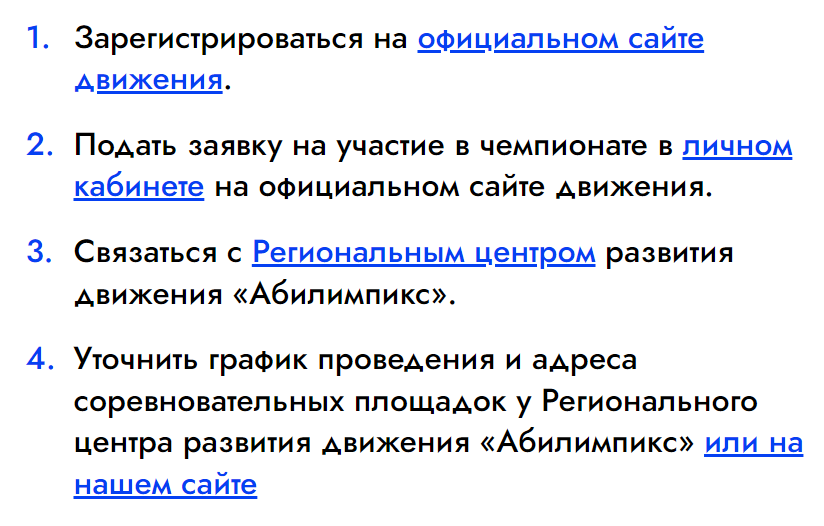 1. Зарегистрироваться на официальном сайте
движения.
2. Подать заявку на участие в чемпионате в личном
кабинете на официальном сайте движения.
3. Связаться с Региональным центром развития
движения «Абилимпикс».
4. Уточнить график проведения и адреса
соревновательных площадок у Регионального
центра развития движения «Абилимпикс» или на
нашем сайте